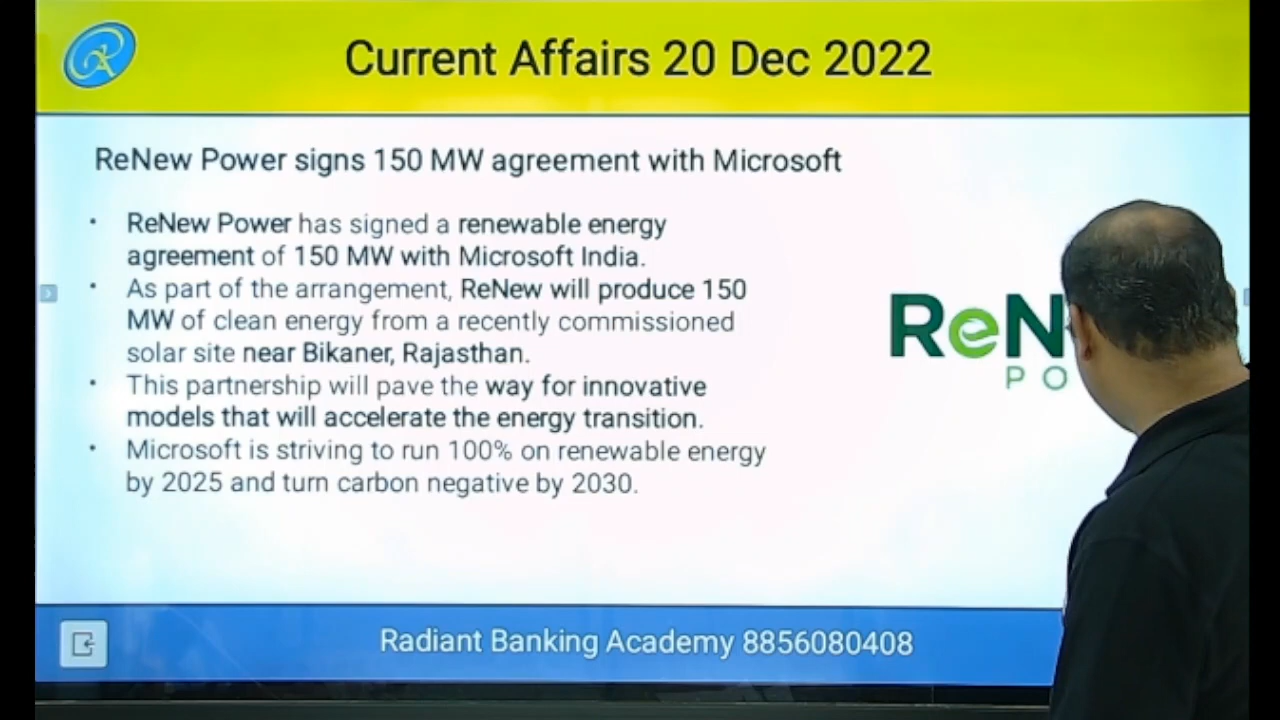 Current Affairs 20 Dec 2022
ReNew Power signs 150 MW agreement with Microsoft
• ReNew Power has signed a renewable energy
agreement of 150 MW with Microsoft India.
• As part of the arrangement, ReNew will produce 150
MW of clean energy from a recently commissioned
solar site near Bikaner, Rajasthan.
• This partnership will pave the way for innovative
models that will accelerate the energy transition.
• Microsoft is striving to run 100% on renewable energy
by 2025 and turn carbon negative by 2030.
ReN
PO
Radiant Banking Academy 8856080408